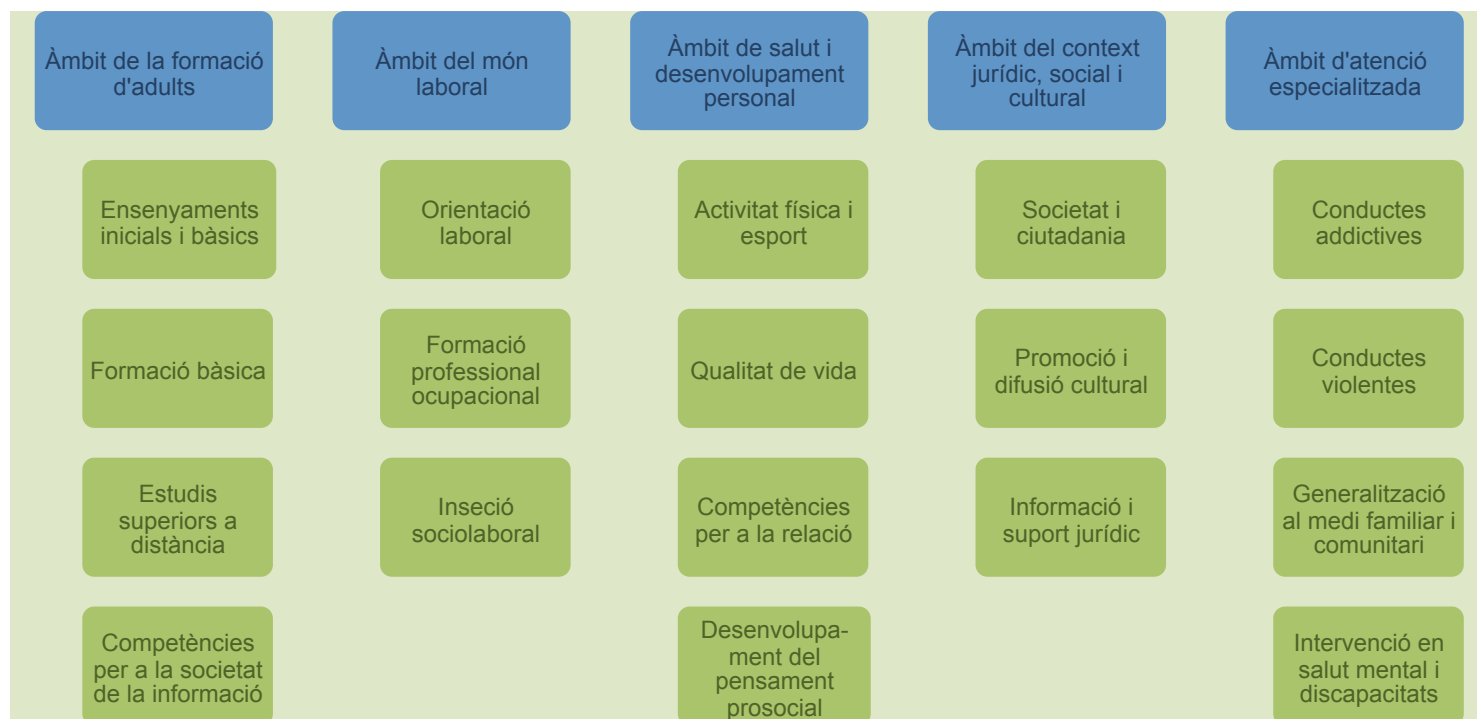 Àmbit de la formació
d'adults
Àmbit del món
laboral
Àmbit de salut i
desenvolupament
personal
Àmbit del context
jurídic, social i
cultural
Àmbit d'atenció
especialitzada
Ensenyaments
inicials i bàsics
Orientació
laboral
Activitat física i
esport
Societat i
ciutadania
Conductes
addictives
Formació bàsica
Formació
professional
ocupacional
Qualitat de vida
Promoció i
difusió cultural
Conductes
violentes
Estudis
superiors a
distància
Inseció
sociolaboral
Competències
per a la relació
Informació i
suport jurídic
Generalització
al medi familiar i
comunitari
Competències
per a la societat
de la informació
Desenvolupa-
ment del
pensament
prosocial
Intervenció en
salut mental i
discapacitats